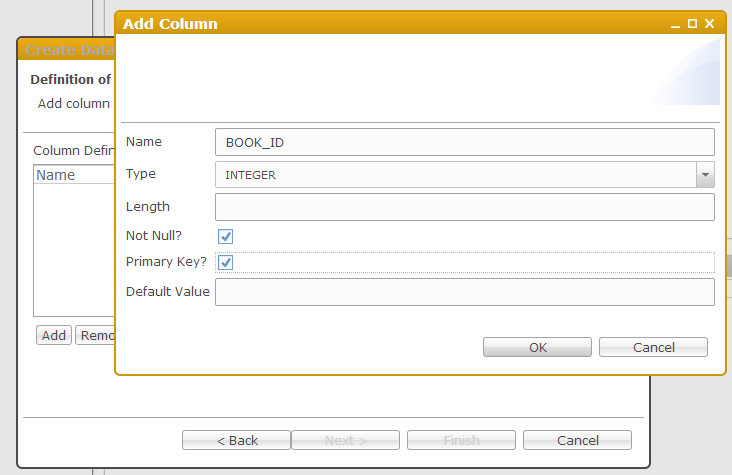 Add Column
Create Data
Definition of
Add column
Column Defin
Name
Add Remo
Name BOOK_ID
Type INTEGER
Length
Not Null?
Primary Key?
Default Value
OK Cancel
< Back Next > Finish Cancel